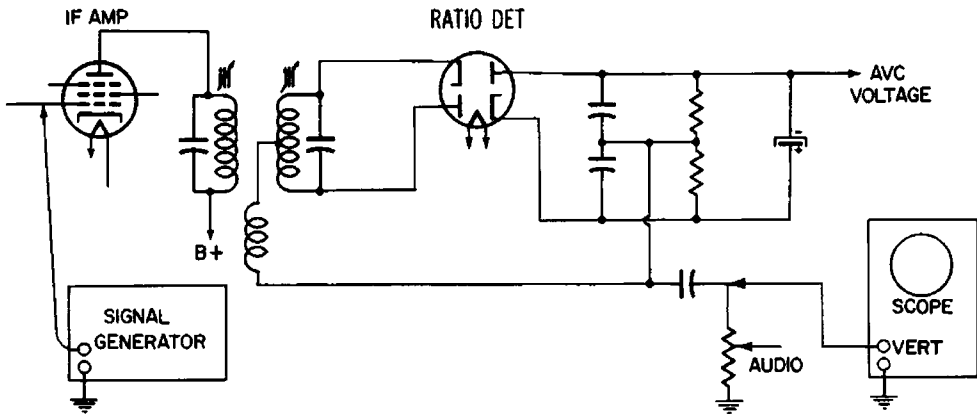 IF AMP
RATIO DET
AVC
VOLTAGE
B+
SIGNAL
GENERATOR
AUDIO
SCOPE
VERT